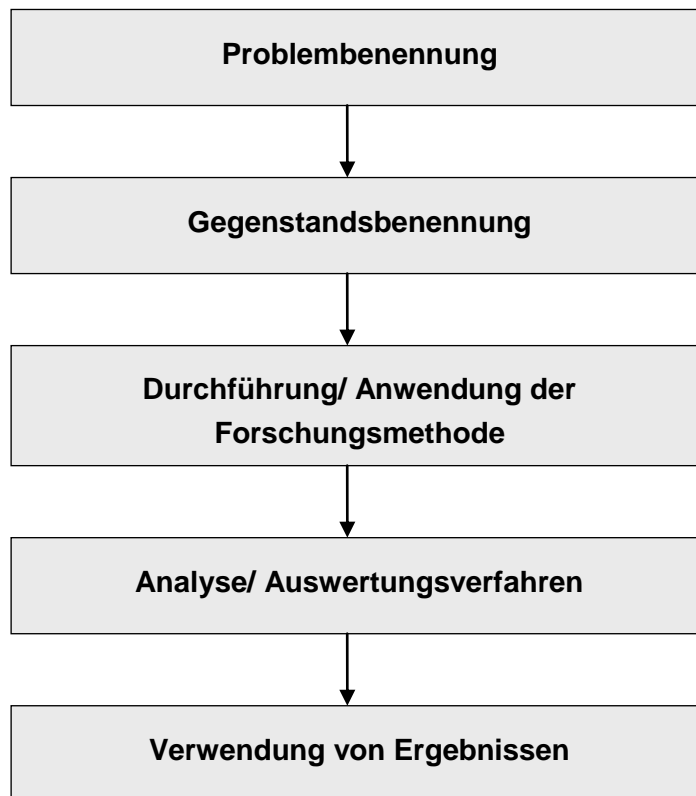 Problembenennung
Gegenstandsbenennung
Durchführung/ Anwendung der
Forschungsmethode
Analyse/ Auswertungsverfahren
Verwendung von Ergebnissen